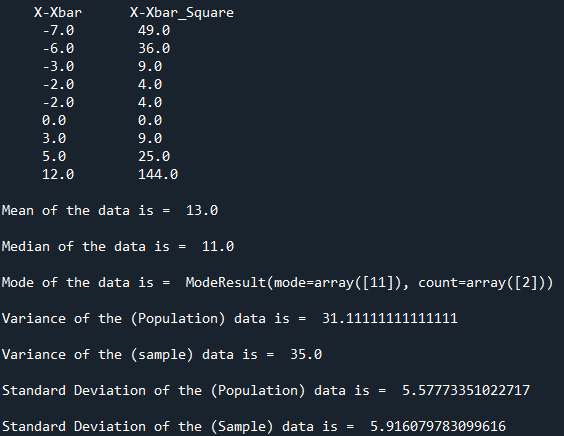 X-Xbar X-Xbar_Square
-7.0 49.0
-6.0 36.0
-3.0 9.0
-2.0 4.0
-2.0 4.0
0.0 0.0
3.0 9.0
5.0 25.0
12.0 144.0
Mean of the data is =  13.0
Median of the data is =  11.0
Mode of the data is =  ModeResult(mode=array([11]), count=array([2]))
Variance of the (Population) data is =  31.11111111111111
Variance of the (sample) data is =  35.0
Standard Deviation of the (Population) data is =  5.57773351022717
Standard Deviation of the (Sample) data is =  5.916079783099616